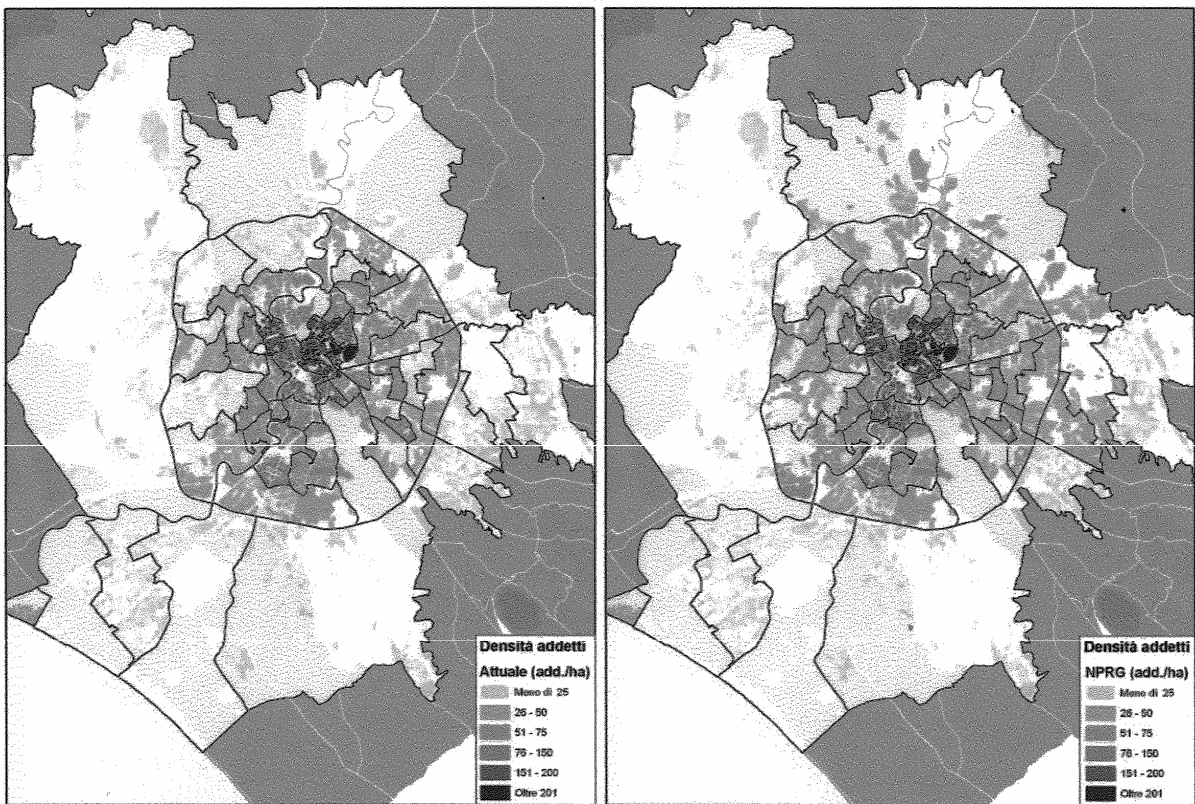 Densità addetti
Attuale (add./ha)
Meno di 25
26 - 50
51 - 75
76 - 150
151 - 200
Oltre 201
Densità addetti
NPRG (add./ha)
Meno di 25
26 - 50
51 - 75
76 - 150
151 - 200
Oltre 201